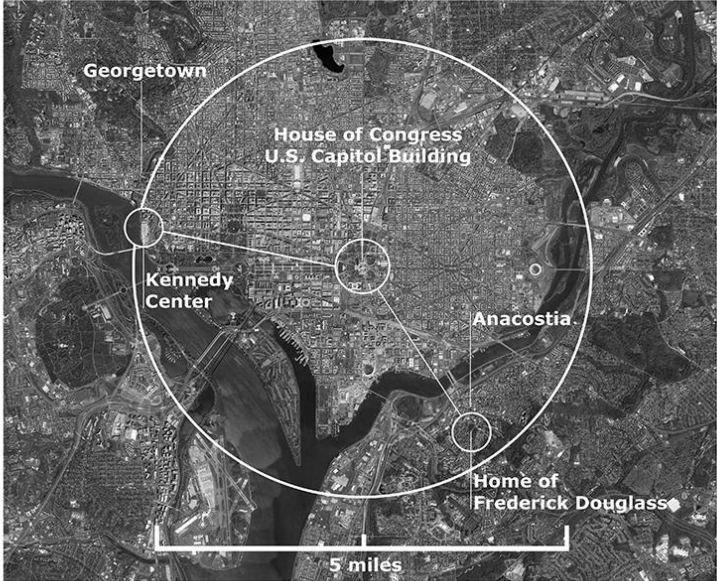 Georgetown
House of Congress
U.S. Capitol Building
Kennedy
Center
Anacostia
Home of
Frederick Douglass
5 miles